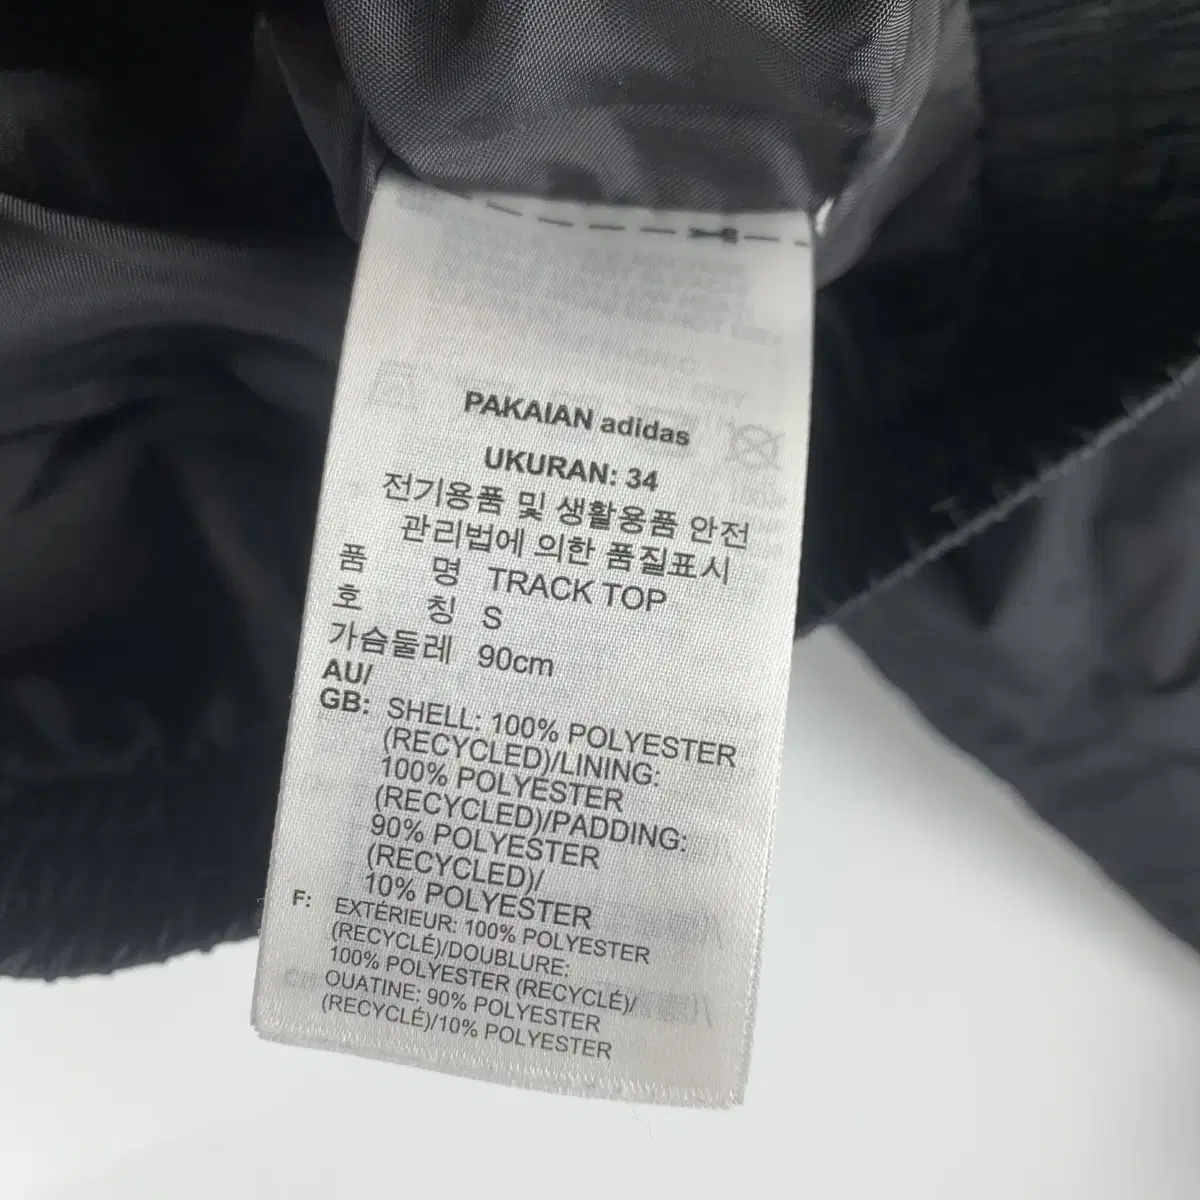 PAKAIAN adidas
UKURAN: 34
전기용품 및 생활용품 안전
관리법에 의한 품질표시
품 명 TRACK TOP
호 칭 S
가슴둘레 90cm
AU/
GB: SHELL: 100% POLYESTER
(RECYCLED)/LINING:
100% POLYESTER
(RECYCLED)/PADDING:
90% POLYESTER
(RECYCLED)/
10% POLYESTER
F: EXTÉRIEUR: 100% POLYESTER
(RECYCLÉ)/DOUBLURE:
100% POLYESTER (RECYCLÉ)/
OUATINE: 90% POLYESTER
(RECYCLÉ)/10% POLYESTER